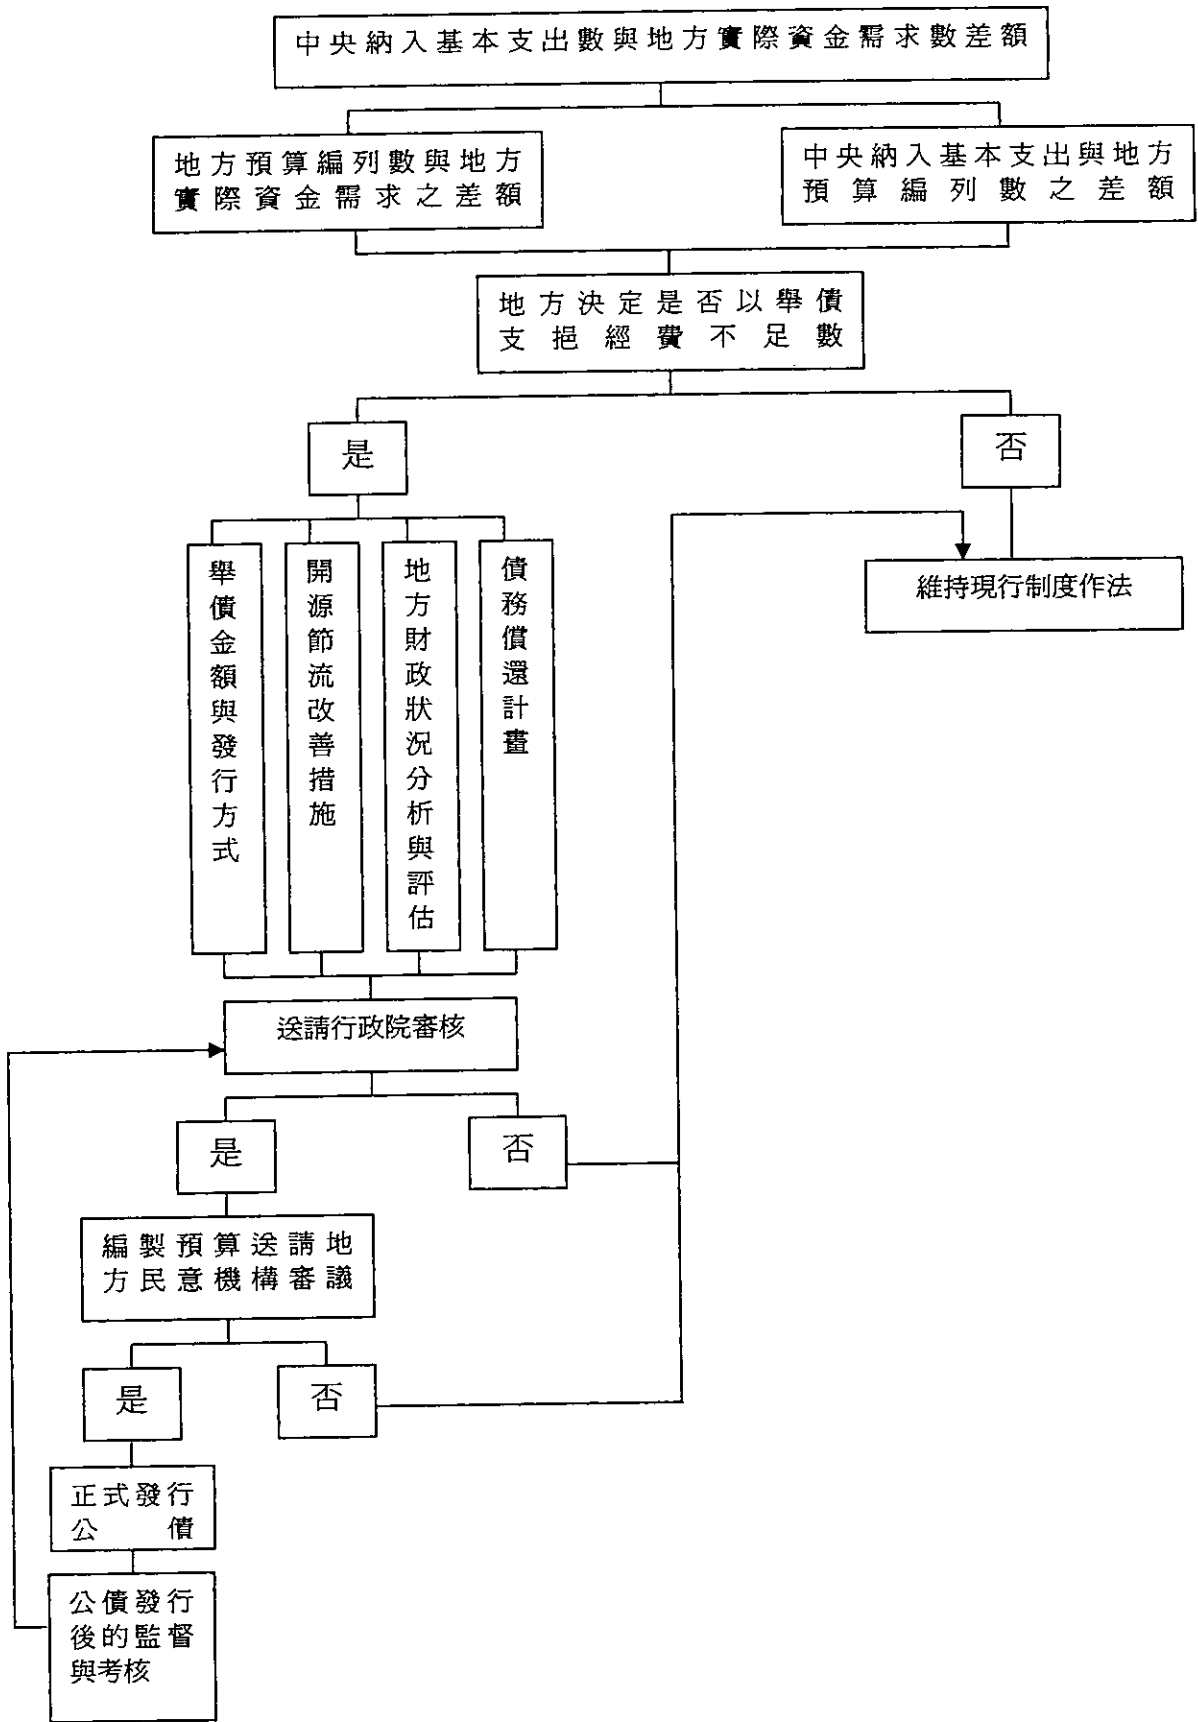 中央納入基本支出數與地方實際資金需求數差額
地方預算編列數與地方
實際資金需求之差額
中央納入基本支出與地方
預算編列數之差額
地方決定是否以舉債
支挹經費不足數
是
否
舉債金額與發行方式
開源節流改善措施
地方財政狀況分析與評估
債務償還計畫
維持現行制度作法
送請行政院審核
是
否
編製預算送請地
方民意機構審議
是
否
正式發行
公債
公債發行
後的監督
與考核